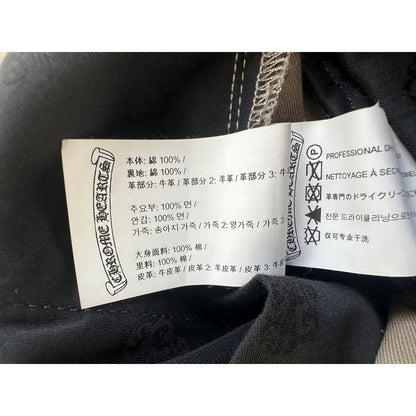 CHROME HEARTS
本体: 綿 100% /
裏地: 綿 100% /
革部分: 牛革 / 革部分 2: 羊革 / 革部分 3: 牛
주요부: 100% 면 /
안감: 100% 면 /
가죽: 송아지 가죽 / 가죽 2: 양가죽 / 가죽
大身面料: 100% 棉 /
里料: 100% 棉 /
皮革: 牛皮革 / 皮革 2: 羊皮革 / 皮革 3: 牛皮
CHROME HEARTS
PROFESSIONAL
NETTOYAGE À SEC
革専門のドライクリー
전문 드라이클리닝으로만
仅可专业干洗